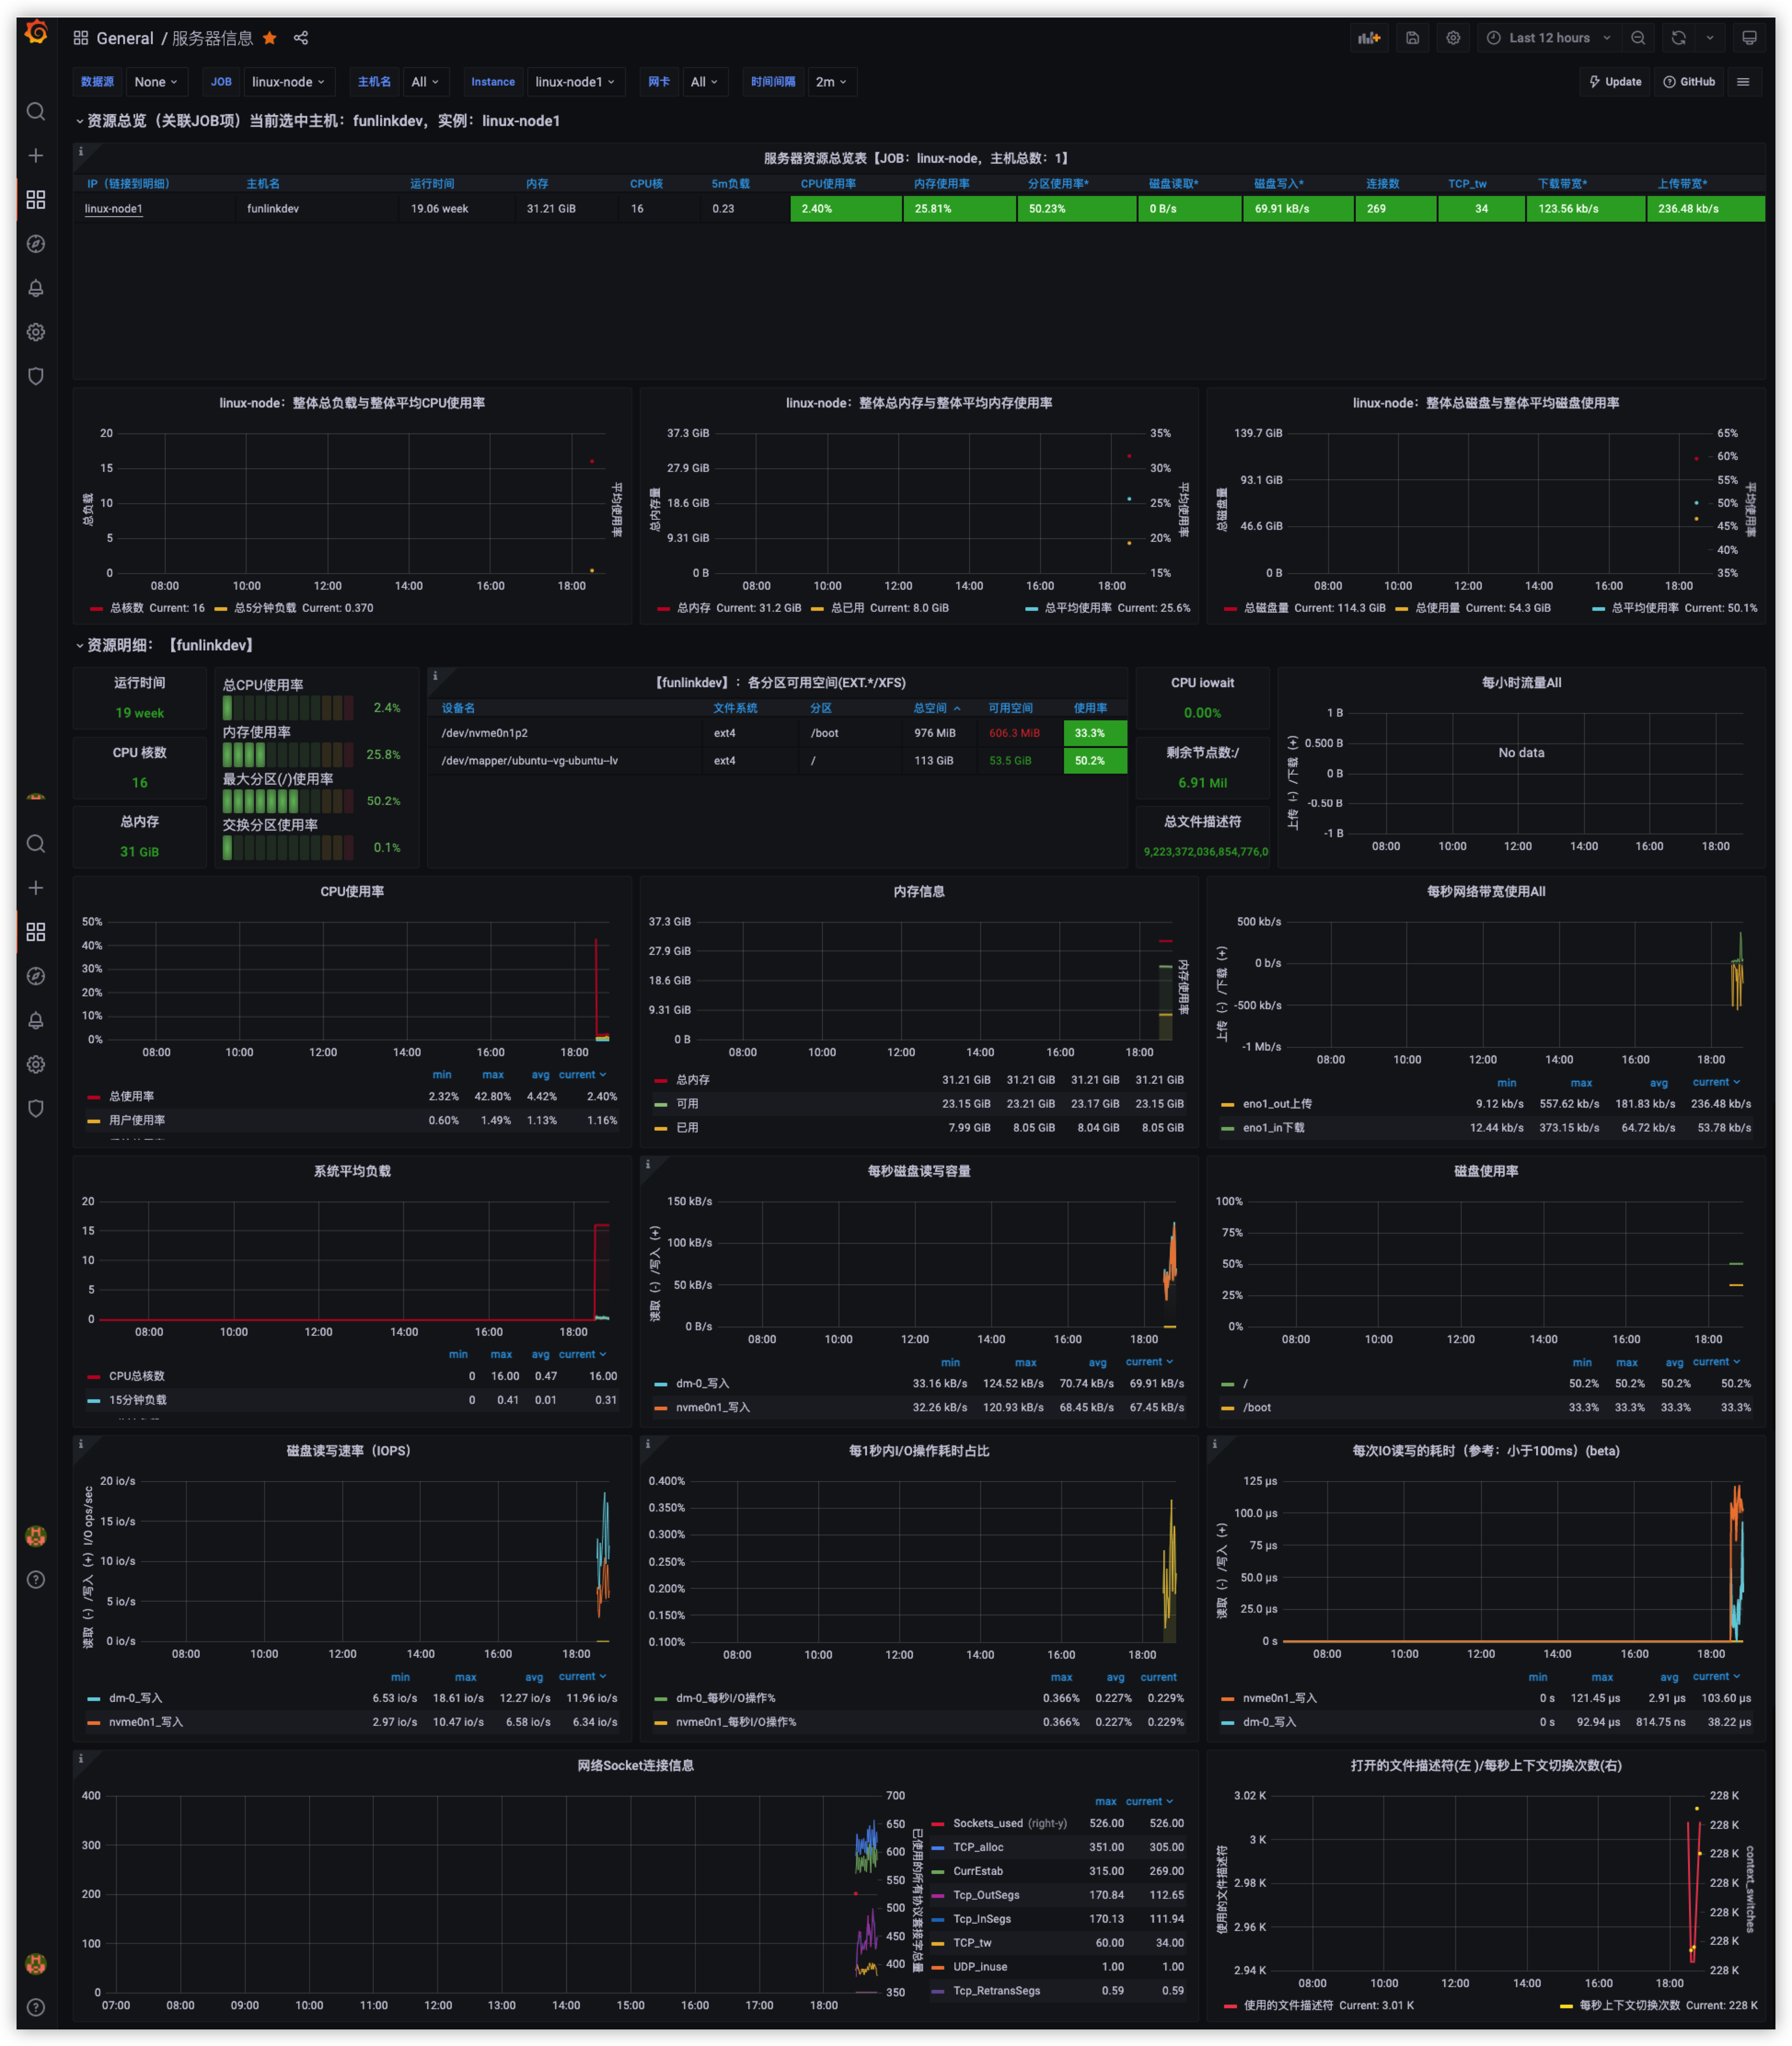 General / 服务器信息
Last 12 hours
数据源 None JOB linux-node 主机名 All Instance linux-node1 网卡 All 时间间隔 2m Update GitHub
资源总览（关联JOB项）当前选中主机：funlinkdev，实例：linux-node1
服务器资源总览表【JOB：linux-node，主机总数：1】
IP（链接到明细） 主机名 运行时间 内存 CPU核 5m负载 CPU使用率 内存使用率 分区使用率* 磁盘读取* 磁盘写入* 连接数 TCP_tw 下载带宽* 上传带宽*
linux-node1 funlinkdev 19.06 week 31.21 GiB 16 0.23 2.40% 25.81% 50.23% 0 B/s 69.91 kB/s 269 34 123.56 kb/s 236.48 kb/s
linux-node：整体总负载与整体平均CPU使用率
总负载
20
15
10
5
0
平均使用率
08:00 10:00 12:00 14:00 16:00 18:00
总核数 Current: 16 总5分钟负载 Current: 0.370
linux-node：整体总内存与整体平均内存使用率
总内存量
37.3 GiB
27.9 GiB
18.6 GiB
9.31 GiB
0 B
35%
30%
25%
20%
15%
平均使用率
08:00 10:00 12:00 14:00 16:00 18:00
总内存 Current: 31.2 GiB 总已用 Current: 8.0 GiB 总平均使用率 Current: 25.6%
linux-node：整体总磁盘与整体平均磁盘使用率
总磁盘量
139.7 GiB
93.1 GiB
46.6 GiB
0 B
65%
60%
55%
50%
45%
40%
35%
平均使用率
08:00 10:00 12:00 14:00 16:00 18:00
总磁盘量 Current: 114.3 GiB 总使用量 Current: 54.3 GiB 总平均使用率 Current: 50.1%
资源明细：【funlinkdev】
运行时间
19 week
CPU 核数
16
总内存
31 GiB
总CPU使用率
2.4%
内存使用率
25.8%
最大分区(/)使用率
50.2%
交换分区使用率
0.1%
【funlinkdev】：各分区可用空间(EXT.*/XFS)
设备名 文件系统 分区 总空间 可用空间 使用率
/dev/nvme0n1p2 ext4 /boot 976 MiB 606.3 MiB 33.3%
/dev/mapper/ubuntu--vg-ubuntu--lv ext4 / 113 GiB 53.5 GiB 50.2%
CPU iowait
0.00%
剩余节点数:/
6.91 Mil
总文件描述符
9,223,372,036,854,776,0
每小时流量All
上传（-）/下载（+）
1 B
0.500 B
0 B
-0.50 B
-1 B
No data
08:00 10:00 12:00 14:00 16:00 18:00
CPU使用率
50%
40%
30%
20%
10%
0%
08:00 10:00 12:00 14:00 16:00 18:00
min max avg current
总使用率 2.32% 42.80% 4.42% 2.40%
用户使用率 0.60% 1.49% 1.13% 1.16%
内存信息
37.3 GiB
27.9 GiB
18.6 GiB
9.31 GiB
0 B
内存使用率
08:00 10:00 12:00 14:00 16:00 18:00
总内存 31.21 GiB 31.21 GiB 31.21 GiB 31.21 GiB
可用 23.15 GiB 23.21 GiB 23.17 GiB 23.15 GiB
已用 7.99 GiB 8.05 GiB 8.04 GiB 8.05 GiB
每秒网络带宽使用All
上传（-）/下载（+）
500 kb/s
0 b/s
-500 kb/s
-1 Mb/s
08:00 10:00 12:00 14:00 16:00 18:00
min max avg current
eno1_out上传 9.12 kb/s 557.62 kb/s 181.83 kb/s 236.48 kb/s
eno1_in下载 12.44 kb/s 373.15 kb/s 64.72 kb/s 53.78 kb/s
系统平均负载
20
15
10
5
0
08:00 10:00 12:00 14:00 16:00 18:00
min max avg current
CPU总核数 0 16.00 0.47 16.00
15分钟负载 0 0.41 0.01 0.31
每秒磁盘读写容量
读取（-）/写入（+）
150 kB/s
100 kB/s
50 kB/s
0 B/s
08:00 10:00 12:00 14:00 16:00 18:00
min max avg current
dm-0_写入 33.16 kB/s 124.52 kB/s 70.74 kB/s 69.91 kB/s
nvme0n1_写入 32.26 kB/s 120.93 kB/s 68.45 kB/s 67.45 kB/s
磁盘使用率
100%
75%
50%
25%
0%
08:00 10:00 12:00 14:00 16:00 18:00
min max avg current
/ 50.2% 50.2% 50.2% 50.2%
/boot 33.3% 33.3% 33.3% 33.3%
磁盘读写速率（IOPS）
读取（-）/写入（+）I/O ops/sec
20 io/s
15 io/s
10 io/s
5 io/s
0 io/s
08:00 10:00 12:00 14:00 16:00 18:00
min max avg current
dm-0_写入 6.53 io/s 18.61 io/s 12.27 io/s 11.96 io/s
nvme0n1_写入 2.97 io/s 10.47 io/s 6.58 io/s 6.34 io/s
每1秒内I/O操作耗时占比
0.400%
0.350%
0.300%
0.250%
0.200%
0.150%
0.100%
08:00 10:00 12:00 14:00 16:00 18:00
max avg current
dm-0_每秒I/O操作% 0.366% 0.227% 0.229%
nvme0n1_每秒I/O操作% 0.366% 0.227% 0.229%
每次IO读写的耗时（参考：小于100ms）(beta)
读取（-）/写入（+）
125 µs
100.0 µs
75 µs
50.0 µs
25.0 µs
0 s
08:00 10:00 12:00 14:00 16:00 18:00
min max avg current
nvme0n1_写入 0 s 121.45 µs 2.91 µs 103.60 µs
dm-0_写入 0 s 92.94 µs 814.75 ns 38.22 µs
网络Socket连接信息
400
300
200
100
0
700
650
600
550
500
450
400
350
已使用的所有协议套接字总量
07:00 08:00 09:00 10:00 11:00 12:00 13:00 14:00 15:00 16:00 17:00 18:00
max current
Sockets_used (right-y) 526.00 526.00
TCP_alloc 351.00 305.00
CurrEstab 315.00 269.00
Tcp_OutSegs 170.84 112.65
Tcp_InSegs 170.13 111.94
TCP_tw 60.00 34.00
UDP_inuse 1.00 1.00
Tcp_RetransSegs 0.59 0.59
打开的文件描述符(左 )/每秒上下文切换次数(右)
使用的文件描述符
3.02 K
3 K
2.98 K
2.96 K
2.94 K
228 K
228 K
228 K
228 K
228 K
228 K
228 K
context_switches
08:00 10:00 12:00 14:00 16:00 18:00
使用的文件描述符 Current: 3.01 K 每秒上下文切换次数 Current: 228 K